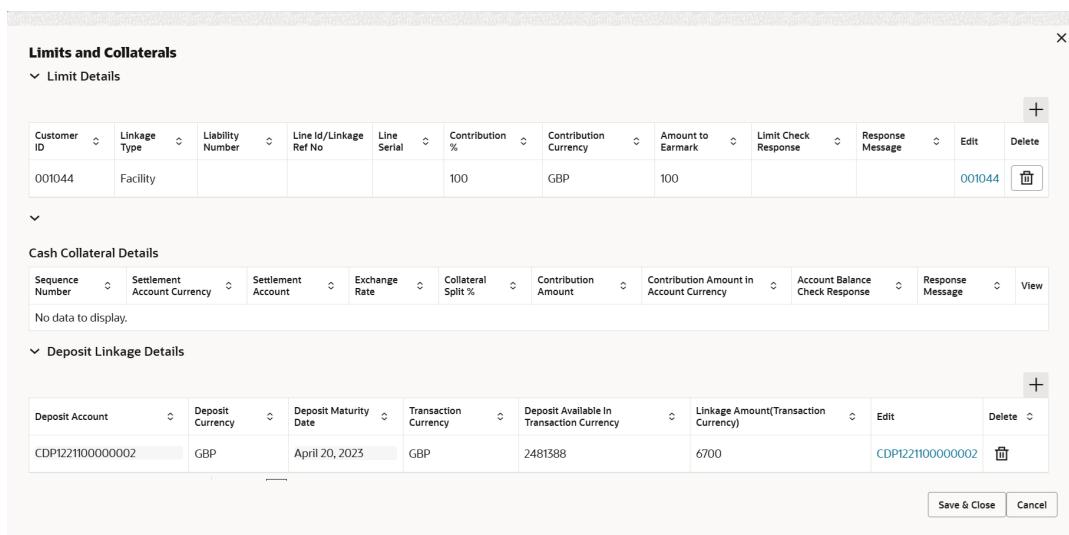 Limits and Collaterals
Limit Details
Customer ID Linkage Type Liability Number Line Id/Linkage Ref No Line Serial Contribution % Contribution Currency Amount to Earmark Limit Check Response Response Message Edit Delete
001044 Facility 100 GBP 100 001044
Cash Collateral Details
Sequence Number Settlement Account Currency Settlement Account Exchange Rate Collateral Split % Contribution Amount Contribution Amount in Account Currency Account Balance Check Response Response Message View
No data to display.
Deposit Linkage Details
Deposit Account Deposit Currency Deposit Maturity Date Transaction Currency Deposit Available In Transaction Currency Linkage Amount(Transaction Currency) Edit Delete
CDP1221100000002 GBP April 20, 2023 GBP 2481388 6700 CDP1221100000002
Save & Close Cancel